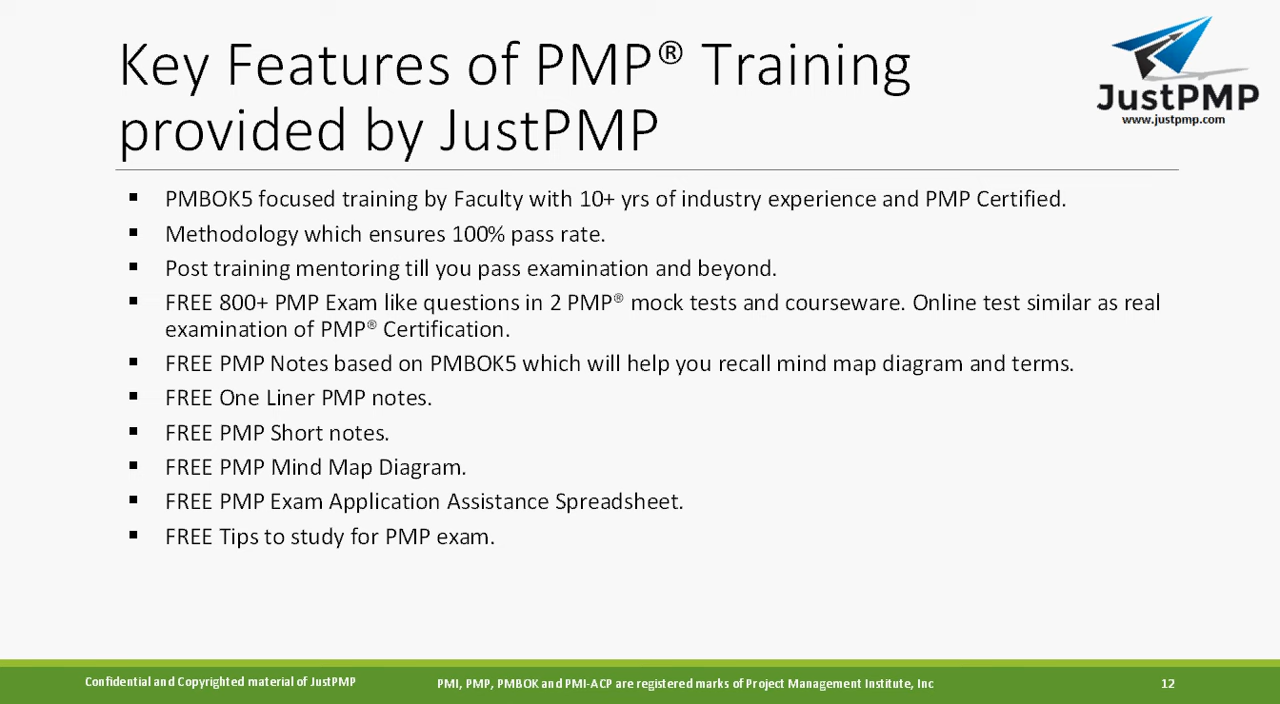 Key Features of PMP® Training
provided by JustPMP
JustPMP
www.justpmp.com
▪ PMBOK5 focused training by Faculty with 10+ yrs of industry experience and PMP Certified.
▪ Methodology which ensures 100% pass rate.
▪ Post training mentoring till you pass examination and beyond.
▪ FREE 800+ PMP Exam like questions in 2 PMP® mock tests and courseware. Online test similar as real
examination of PMP® Certification.
▪ FREE PMP Notes based on PMBOK5 which will help you recall mind map diagram and terms.
▪ FREE One Liner PMP notes.
▪ FREE PMP Short notes.
▪ FREE PMP Mind Map Diagram.
▪ FREE PMP Exam Application Assistance Spreadsheet.
▪ FREE Tips to study for PMP exam.
Confidential and Copyrighted material of JustPMP
PMI, PMP, PMBOK and PMI-ACP are registered marks of Project Management Institute, Inc
12